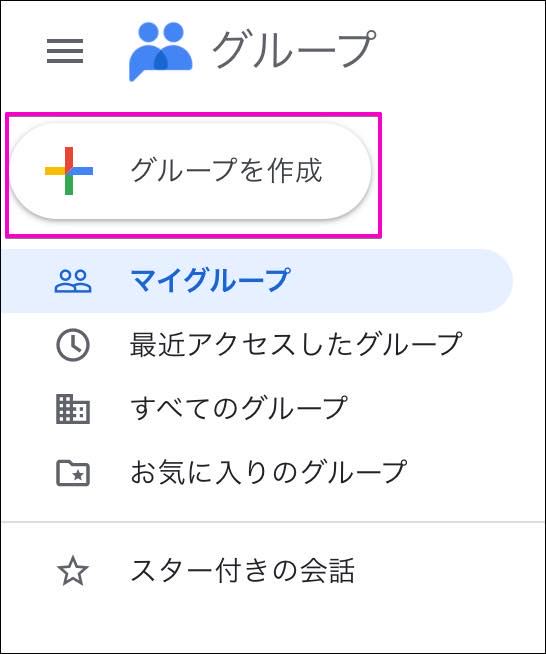 グループ
グループを作成
マイグループ
最近アクセスしたグループ
すべてのグループ
お気に入りのグループ
スター付きの会話